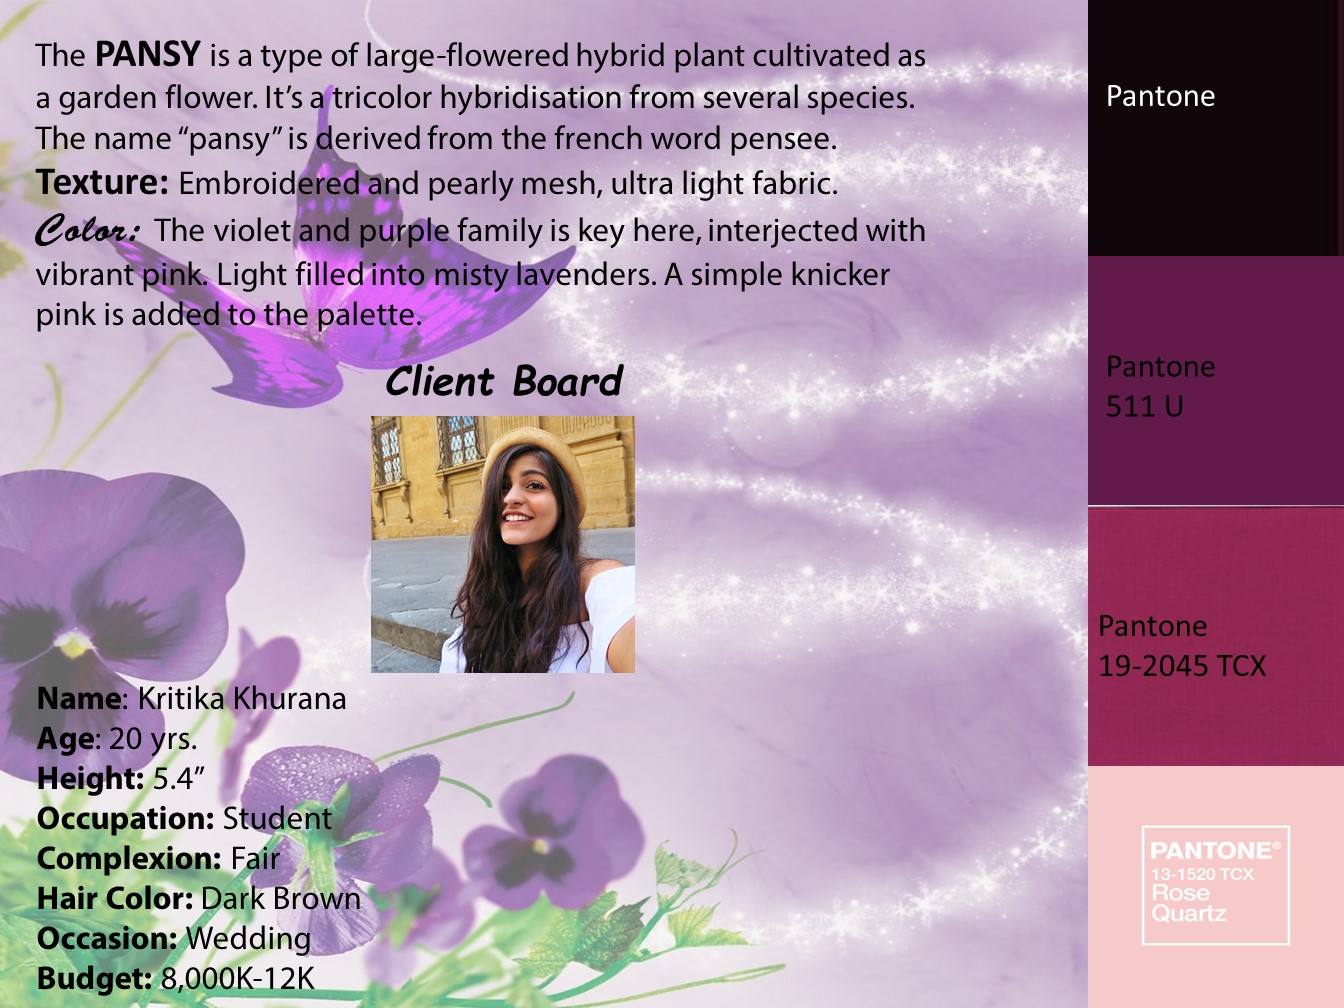 The PANSY is a type of large-flowered hybrid plant cultivated as
a garden flower. It’s a tricolor hybridisation from several species.
The name “pansy” is derived from the french word pensee.
Texture: Embroidered and pearly mesh, ultra light fabric.
Color: The violet and purple family is key here, interjected with
vibrant pink. Light filled into misty lavenders. A simple knicker
pink is added to the palette.
Client Board
Name: Kritika Khurana
Age: 20 yrs.
Height: 5.4”
Occupation: Student
Complexion: Fair
Hair Color: Dark Brown
Occasion: Wedding
Budget: 8,000K-12K
Pantone
Pantone
511 U
Pantone
19-2045 TCX
PANTONE®
13-1520 TCX
Rose
Quartz